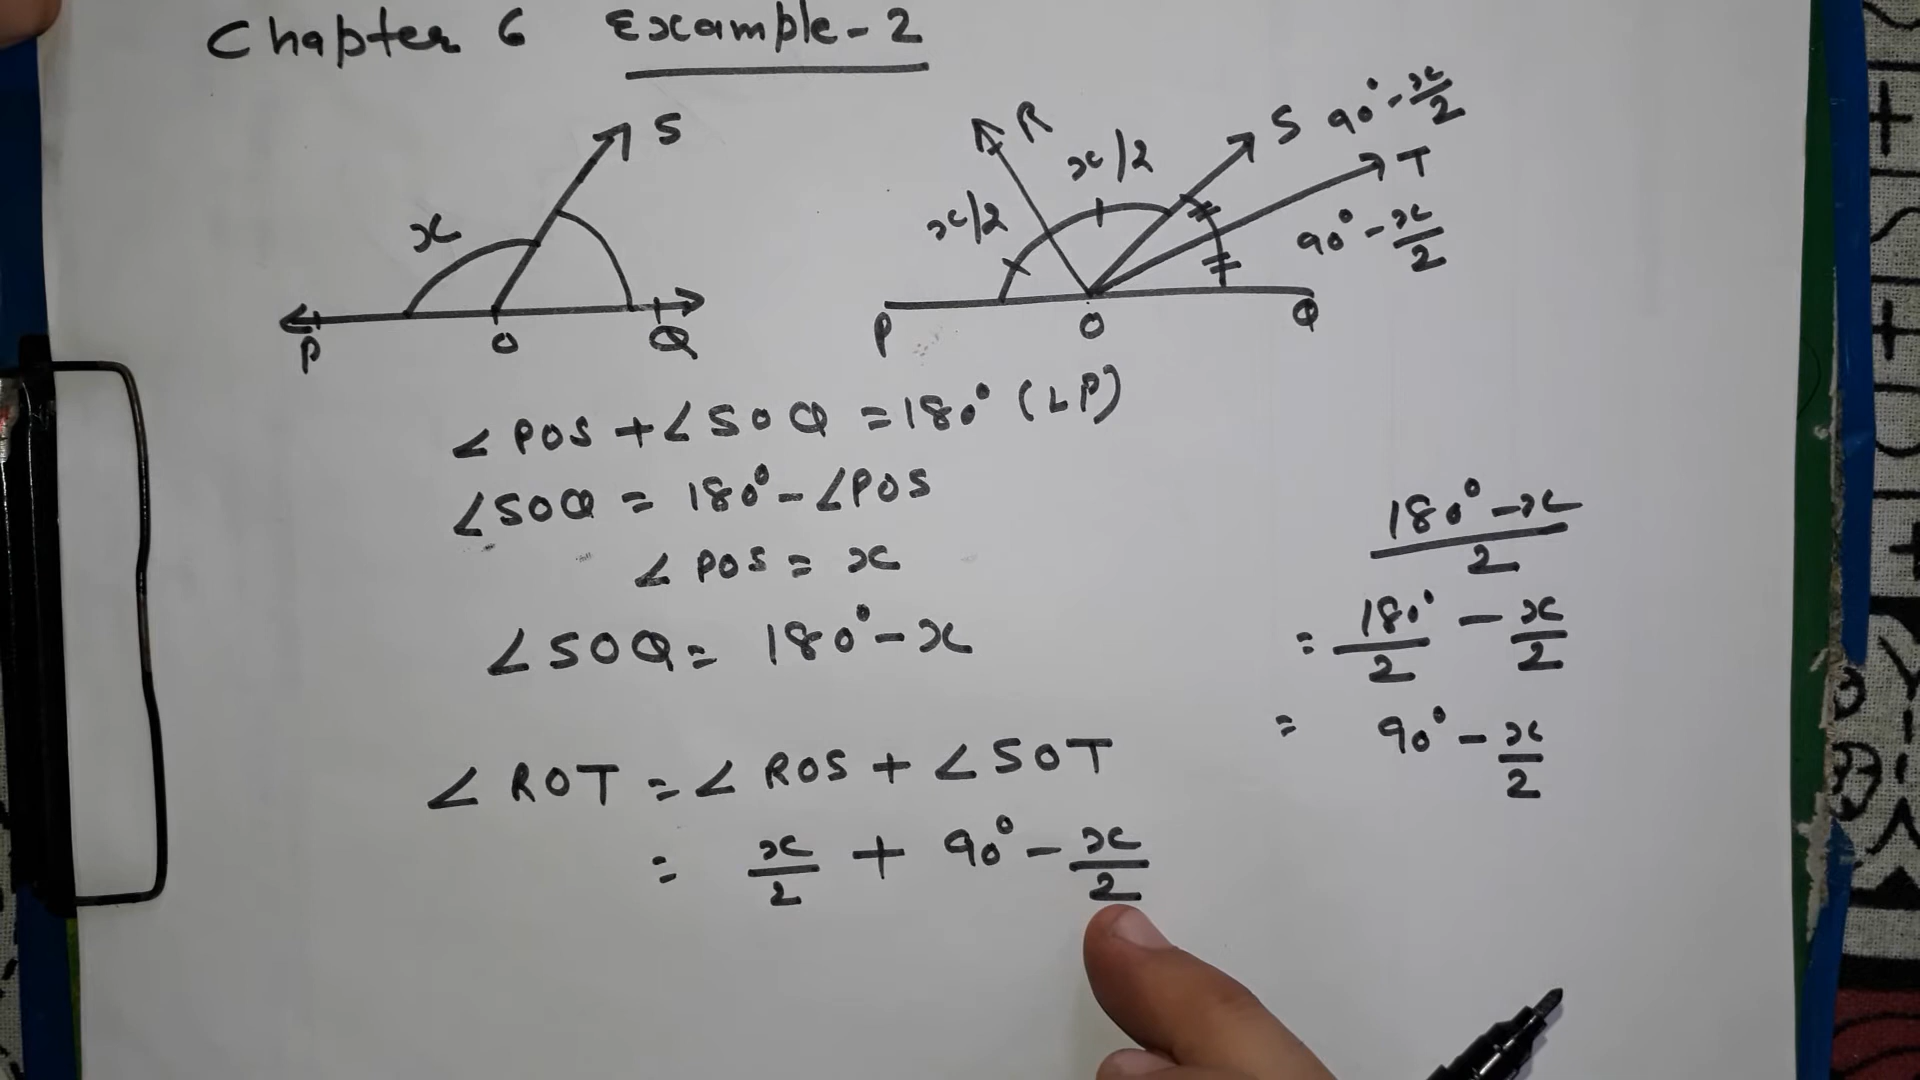 Chapter 6 Example-2
S
x
P O Q
R
x/2
x/2
S 90° - x/2
T
90° - x/2
P O Q
∠POS + ∠SOQ = 180° (LP)
∠SOQ = 180° - ∠POS
∠POS = x
∠SOQ = 180° - x
∠ROT = ∠ROS + ∠SOT
= x/2 + 90° - x/2
180° - x / 2
= 180°/2 - x/2
= 90° - x/2